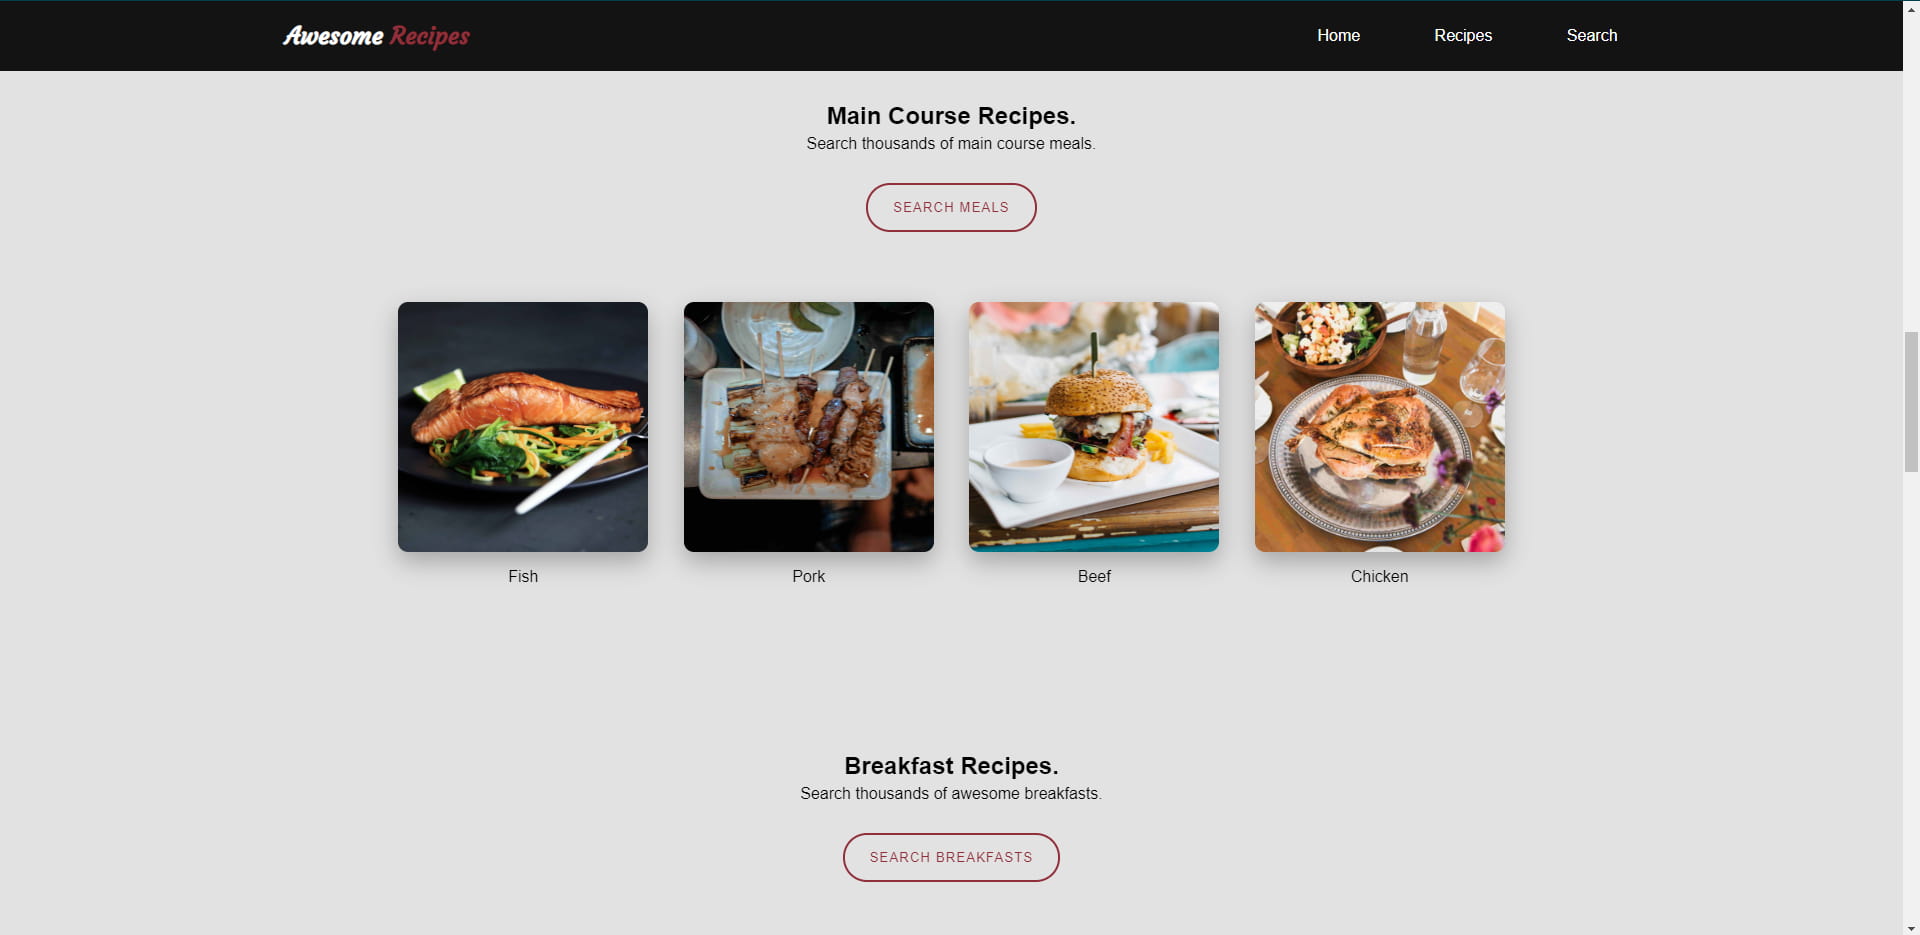 Awesome Recipes
Home Recipes Search
Main Course Recipes.
Search thousands of main course meals.
SEARCH MEALS
Fish Pork Beef Chicken
Breakfast Recipes.
Search thousands of awesome breakfasts.
SEARCH BREAKFASTS